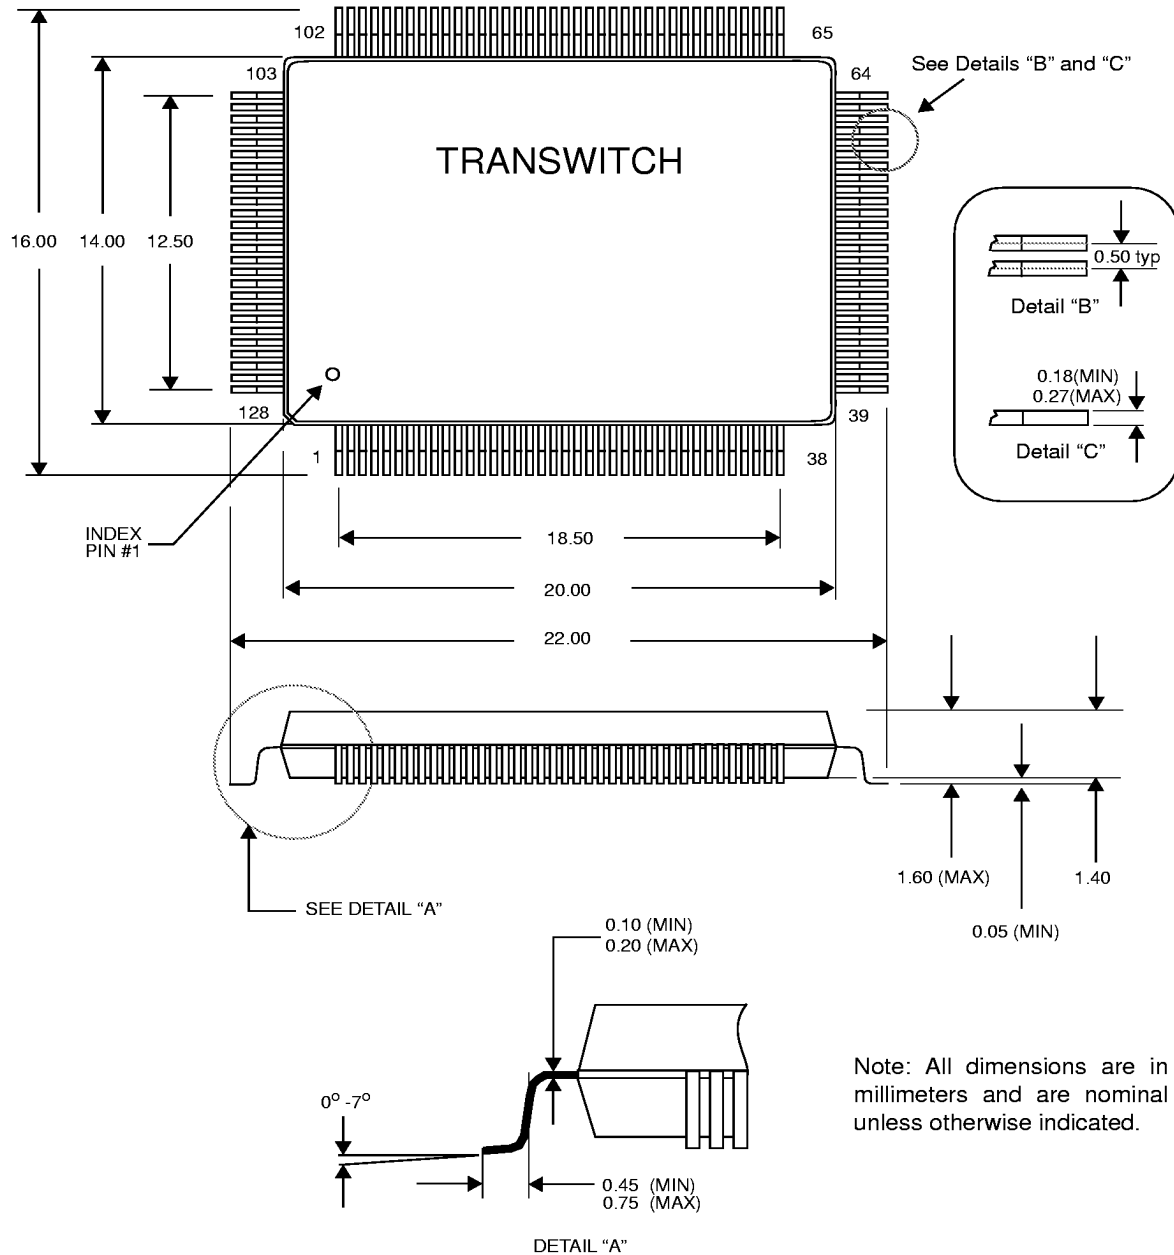 102
65
103
64
See Details “B” and “C”
TRANSWITCH
16.00
14.00
12.50
0.50 typ
Detail “B”
0.18(MIN)
0.27(MAX)
Detail “C”
128
39
1
38
INDEX
PIN #1
18.50
20.00
22.00
1.60 (MAX)
1.40
SEE DETAIL “A”
0.05 (MIN)
0.10 (MIN)
0.20 (MAX)
Note: All dimensions are in
millimeters and are nominal
unless otherwise indicated.
0° -7°
0.45 (MIN)
0.75 (MAX)
DETAIL “A”